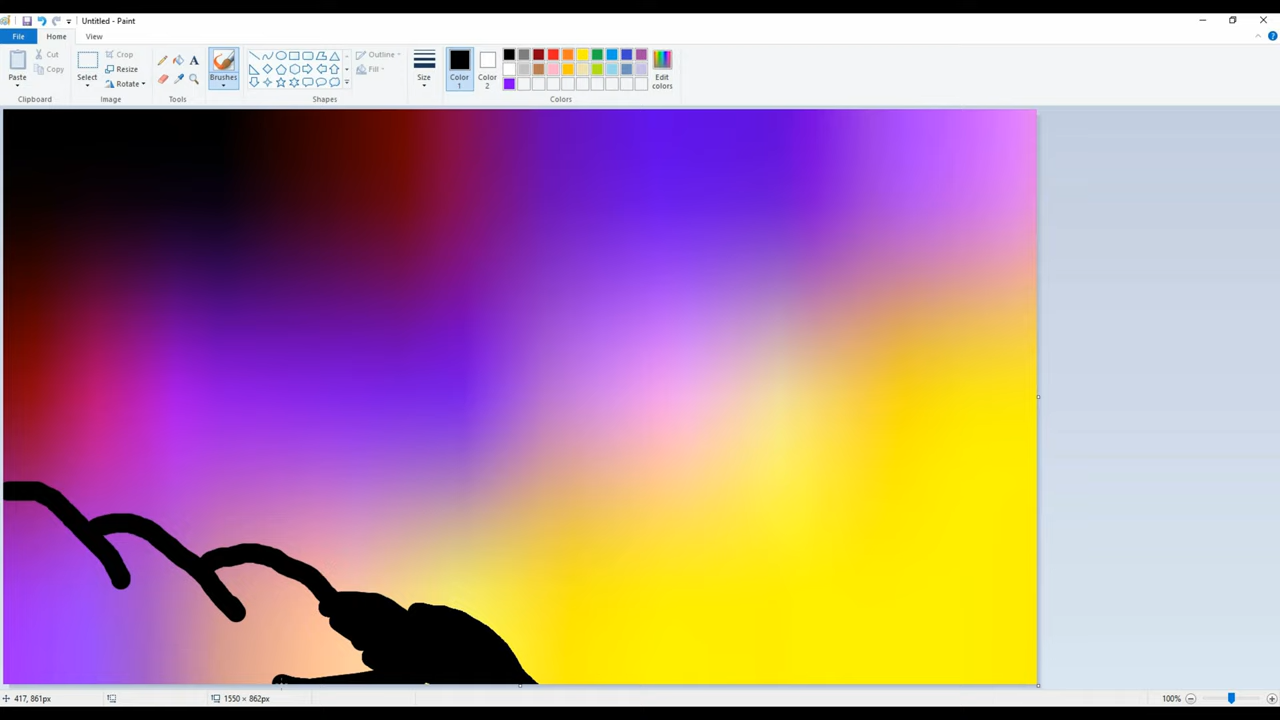 Untitled - Paint
File Home View
Paste
Cut
Copy
Clipboard
Select
Crop
Resize
Rotate
Image
Tools
Brushes
Shapes
Outline
Fill
Size
Color 1
Color 2
Edit colors
Colors
417, 861px
1550 × 862px
100%